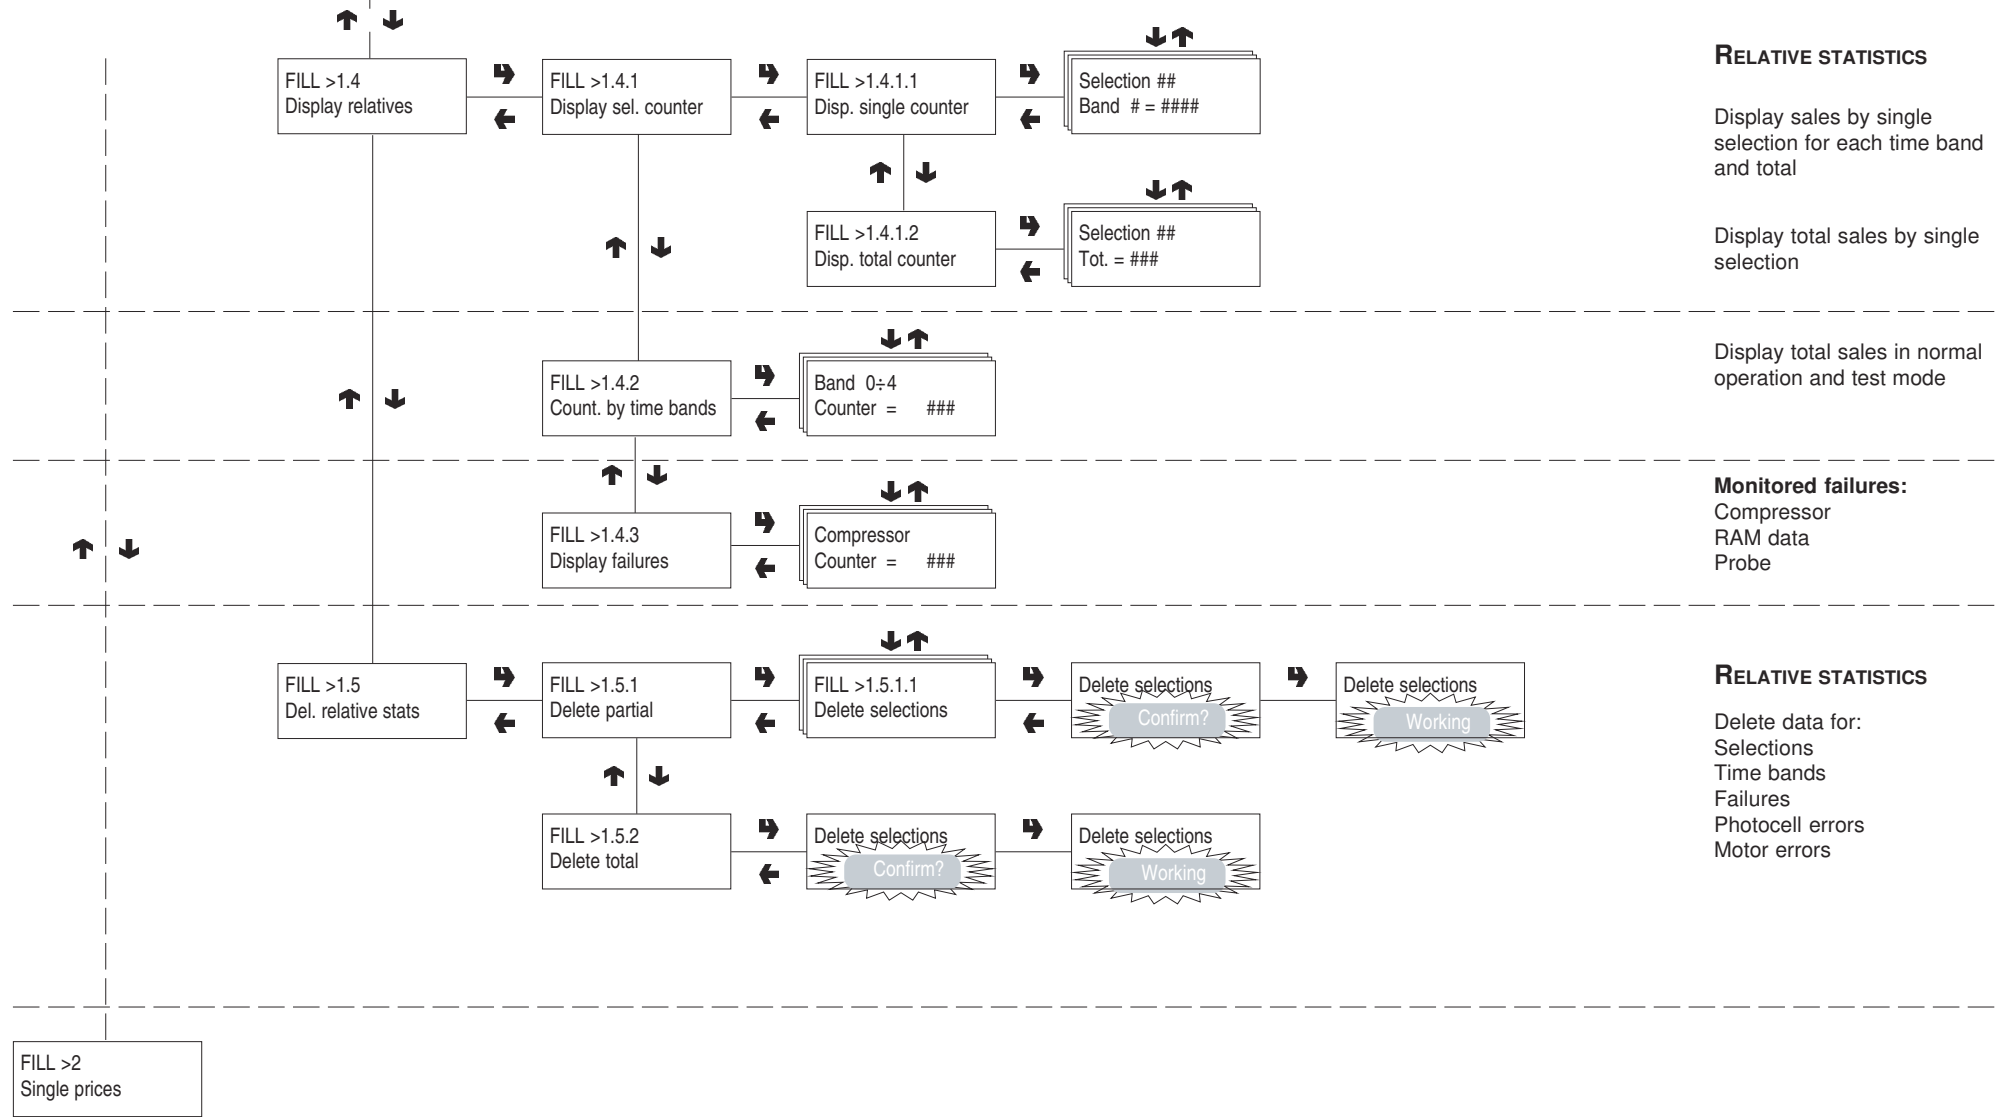 FILL >1.4
Display relatives
FILL >1.4.1
Display sel. counter
FILL >1.4.1.1
Disp. single counter
Selection ##
Band # = ####
RELATIVE STATISTICS
Display sales by single
selection for each time band
and total
FILL >1.4.1.2
Disp. total counter
Selection ##
Tot. = ###
Display total sales by single
selection
FILL >1.4.2
Count. by time bands
Band 0÷4
Counter = ###
Display total sales in normal
operation and test mode
FILL >1.4.3
Display failures
Compressor
Counter = ###
Monitored failures:
Compressor
RAM data
Probe
FILL >1.5
Del. relative stats
FILL >1.5.1
Delete partial
FILL >1.5.1.1
Delete selections
Delete selections
Confirm?
Delete selections
Working
RELATIVE STATISTICS
Delete data for:
Selections
Time bands
Failures
Photocell errors
Motor errors
FILL >1.5.2
Delete total
Delete selections
Confirm?
Delete selections
Working
FILL >2
Single prices